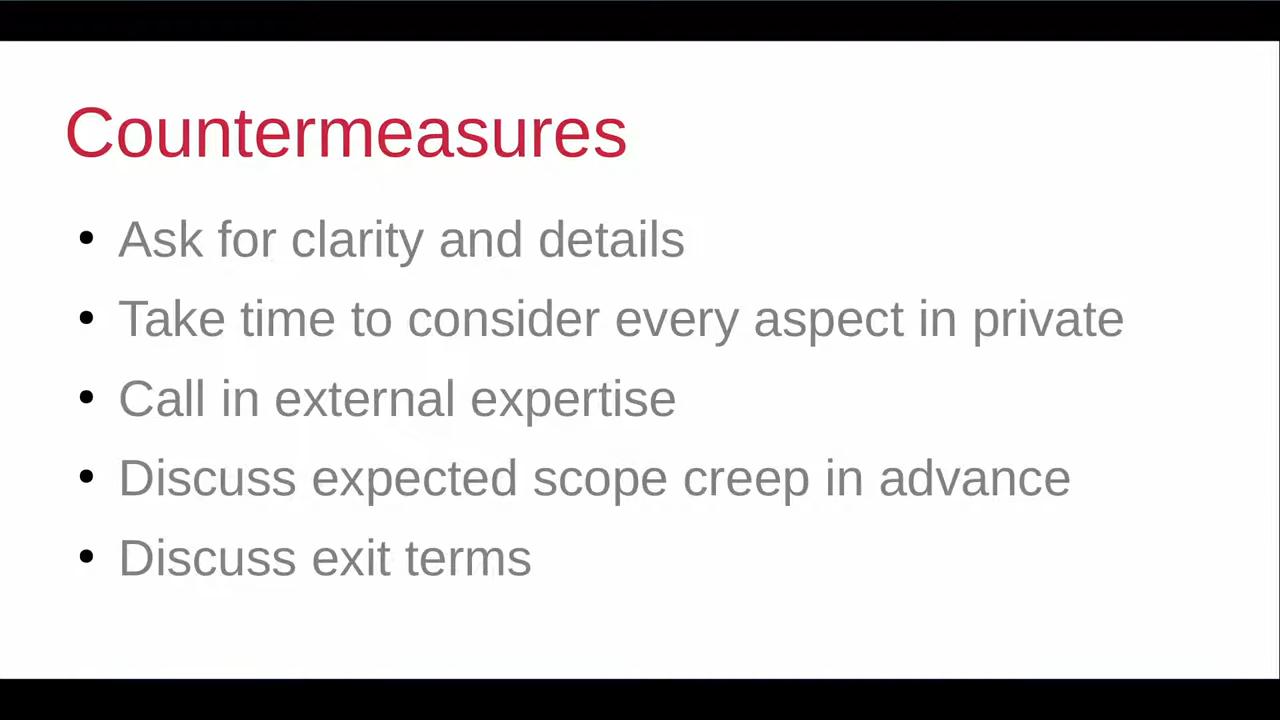 Countermeasures
• Ask for clarity and details
• Take time to consider every aspect in private
• Call in external expertise
• Discuss expected scope creep in advance
• Discuss exit terms